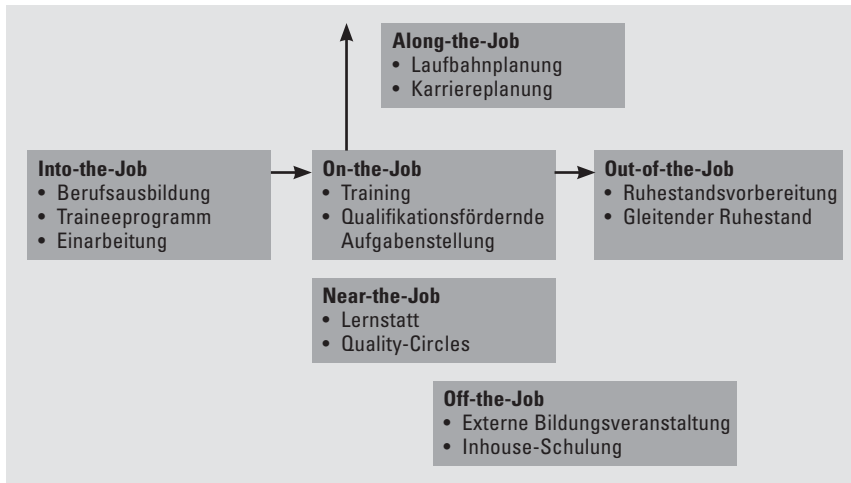 Along-the-Job
• Laufbahnplanung
• Karriereplanung
Into-the-Job
• Berufsausbildung
• Traineeprogramm
• Einarbeitung
On-the-Job
• Training
• Qualifikationsfördernde
Aufgabenstellung
Out-of-the-Job
• Ruhestandsvorbereitung
• Gleitender Ruhestand
Near-the-Job
• Lernstatt
• Quality-Circles
Off-the-Job
• Externe Bildungsveranstaltung
• Inhouse-Schulung